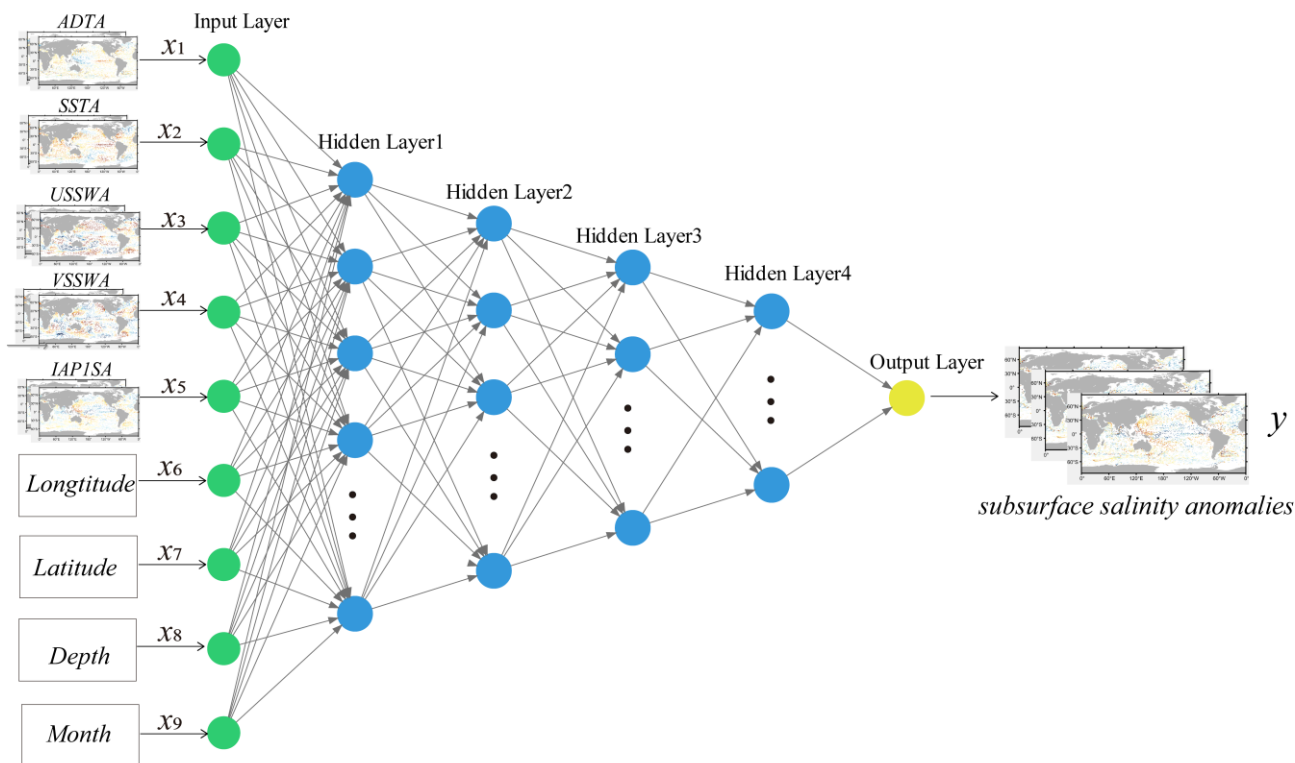 ADTA
Input Layer
x1
SSTA
x2
Hidden Layer1
USSWA
x3
Hidden Layer2
Hidden Layer3
VSSWA
x4
Hidden Layer4
IAP1SA
x5
Output Layer
y
Longtitude
x6
subsurface salinity anomalies
Latitude
x7
Depth
x8
Month
x9